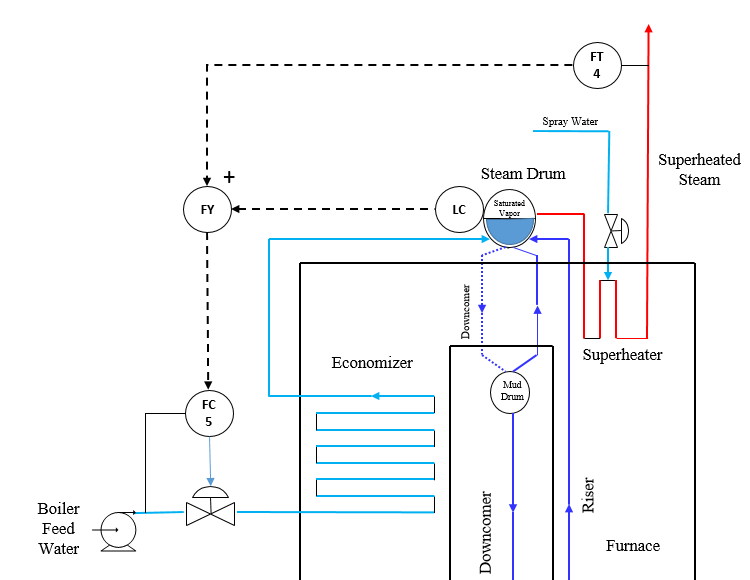 FT
4
Spray Water
Superheated
Steam
Steam Drum
+
FY
LC
Saturated
Vapor
Downcomer
Economizer
Superheater
Mud
Drum
FC
5
Boiler
Feed
Water
Downcomer
Riser
Furnace